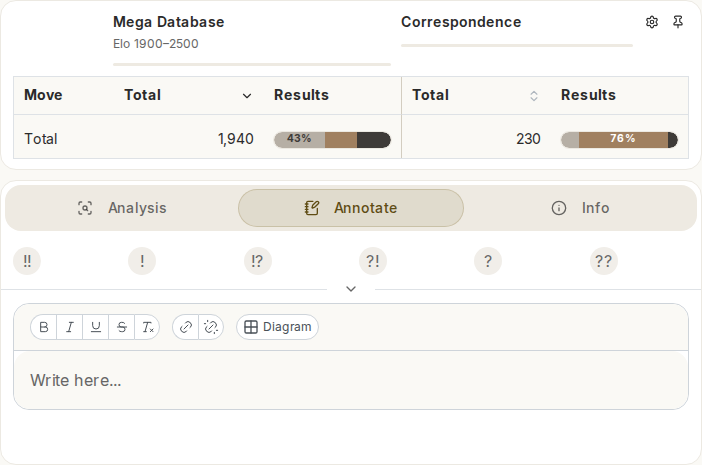 Mega Database
Elo 1900–2500
Correspondence
Move Total Results Total Results
Total 1,940 43% 230 76%
Analysis Annotate Info
!! ! !? ?! ? ??
B I U S Tx Diagram
Write here...